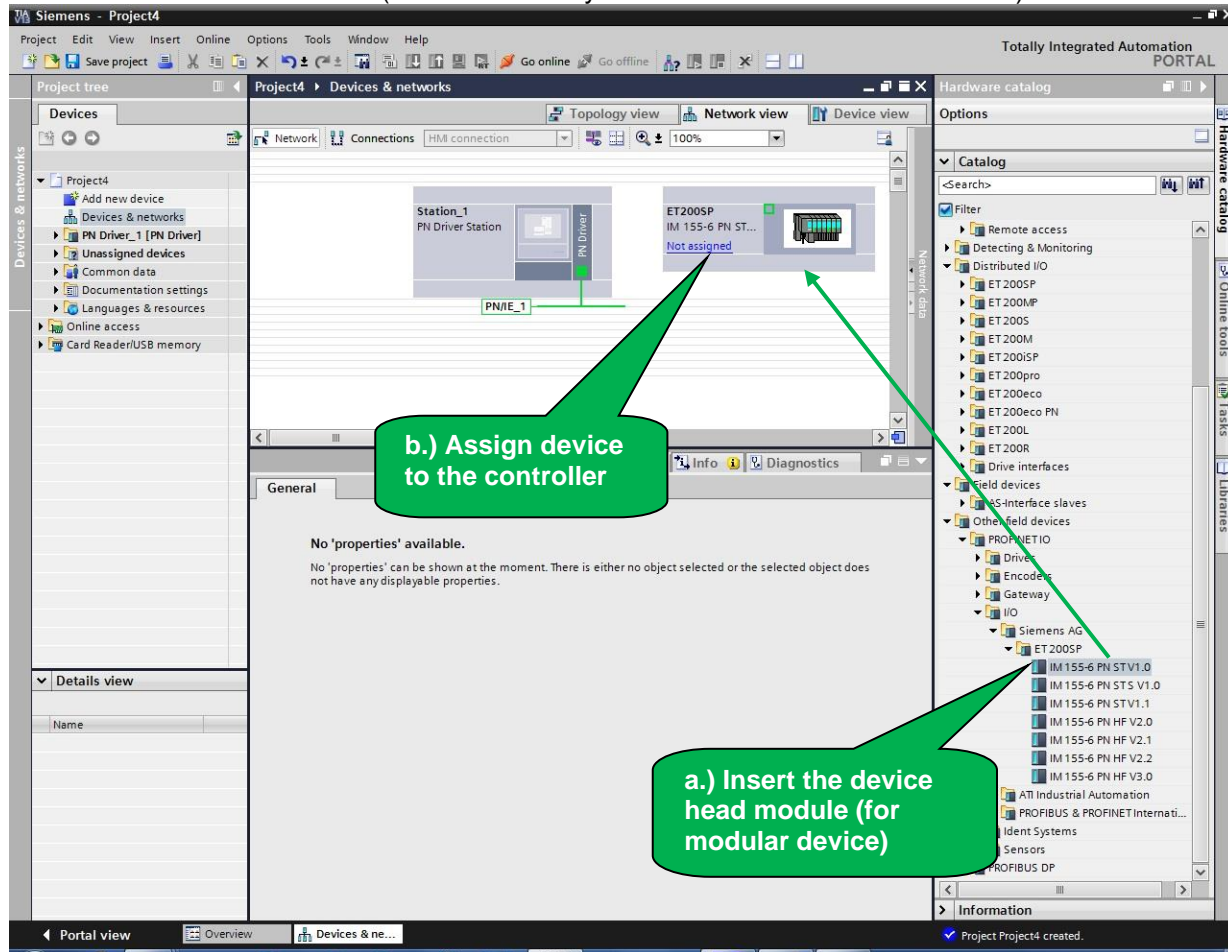 Siemens - Project4
Project Edit View Insert Online Options Tools Window Help
Totally Integrated Automation
PORTAL
Save project Go online Go offline
Project tree
Devices
Project4
Add new device
Devices & networks
PN Driver_1 [PN Driver]
Unassigned devices
Common data
Documentation settings
Languages & resources
Online access
Card Reader/USB memory
Details view
Name
Devices & networks
Project4 Devices & networks
Topology view Network view Device view
Network Connections HMI connection 100%
Station_1
PN Driver Station
PN Driver
ET200SP
IM 155-6 PN ST...
Not assigned
PN/IE_1
Network data
b.) Assign device
to the controller
Info Diagnostics
General
No 'properties' available.
No 'properties' can be shown at the moment. There is either no object selected or the selected object does
not have any displayable properties.
a.) Insert the device
head module (for
modular device)
Hardware catalog
Options
Catalog
<Search>
Filter
Remote access
Detecting & Monitoring
Distributed I/O
ET 200SP
ET 200MP
ET 200S
ET 200M
ET 200iSP
ET 200pro
ET 200eco
ET 200eco PN
ET 200L
ET 200R
Drive interfaces
Field devices
AS-Interface slaves
Other field devices
PROFINET IO
Drives
Encoders
Gateway
I/O
Siemens AG
ET 200SP
IM 155-6 PN ST V1.0
IM 155-6 PN ST S V1.0
IM 155-6 PN ST V1.1
IM 155-6 PN HF V2.0
IM 155-6 PN HF V2.1
IM 155-6 PN HF V2.2
IM 155-6 PN HF V3.0
ATI Industrial Automation
PROFIBUS & PROFINET Internati...
Ident Systems
Sensors
PROFIBUS DP
Information
Hardware catalog
Online tools
Tasks
Libraries
Portal view Overview Devices & ne...
Project Project4 created.